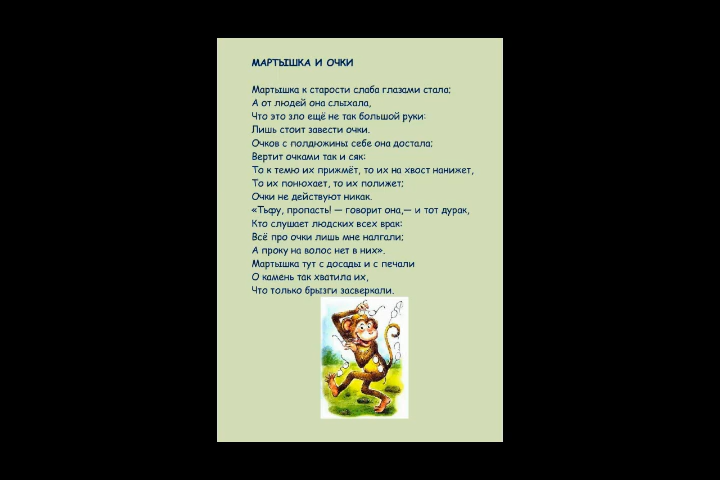 МАРТЫШКА И ОЧКИ
Мартышка к старости слаба глазами стала;
А от людей она слыхала,
Что это зло ещё не так большой руки:
Лишь стоит завести очки.
Очков с полдюжины себе она достала;
Вертит очками так и сяк:
То к темю их прижмёт, то их на хвост нанижет,
То их понюхает, то их полижет;
Очки не действуют никак.
«Тьфу, пропасть! — говорит она,— и тот дурак,
Кто слушает людских всех врак:
Всё про очки лишь мне налгали;
А проку на волос нет в них».
Мартышка тут с досады и с печали
О камень так хватила их,
Что только брызги засверкали.